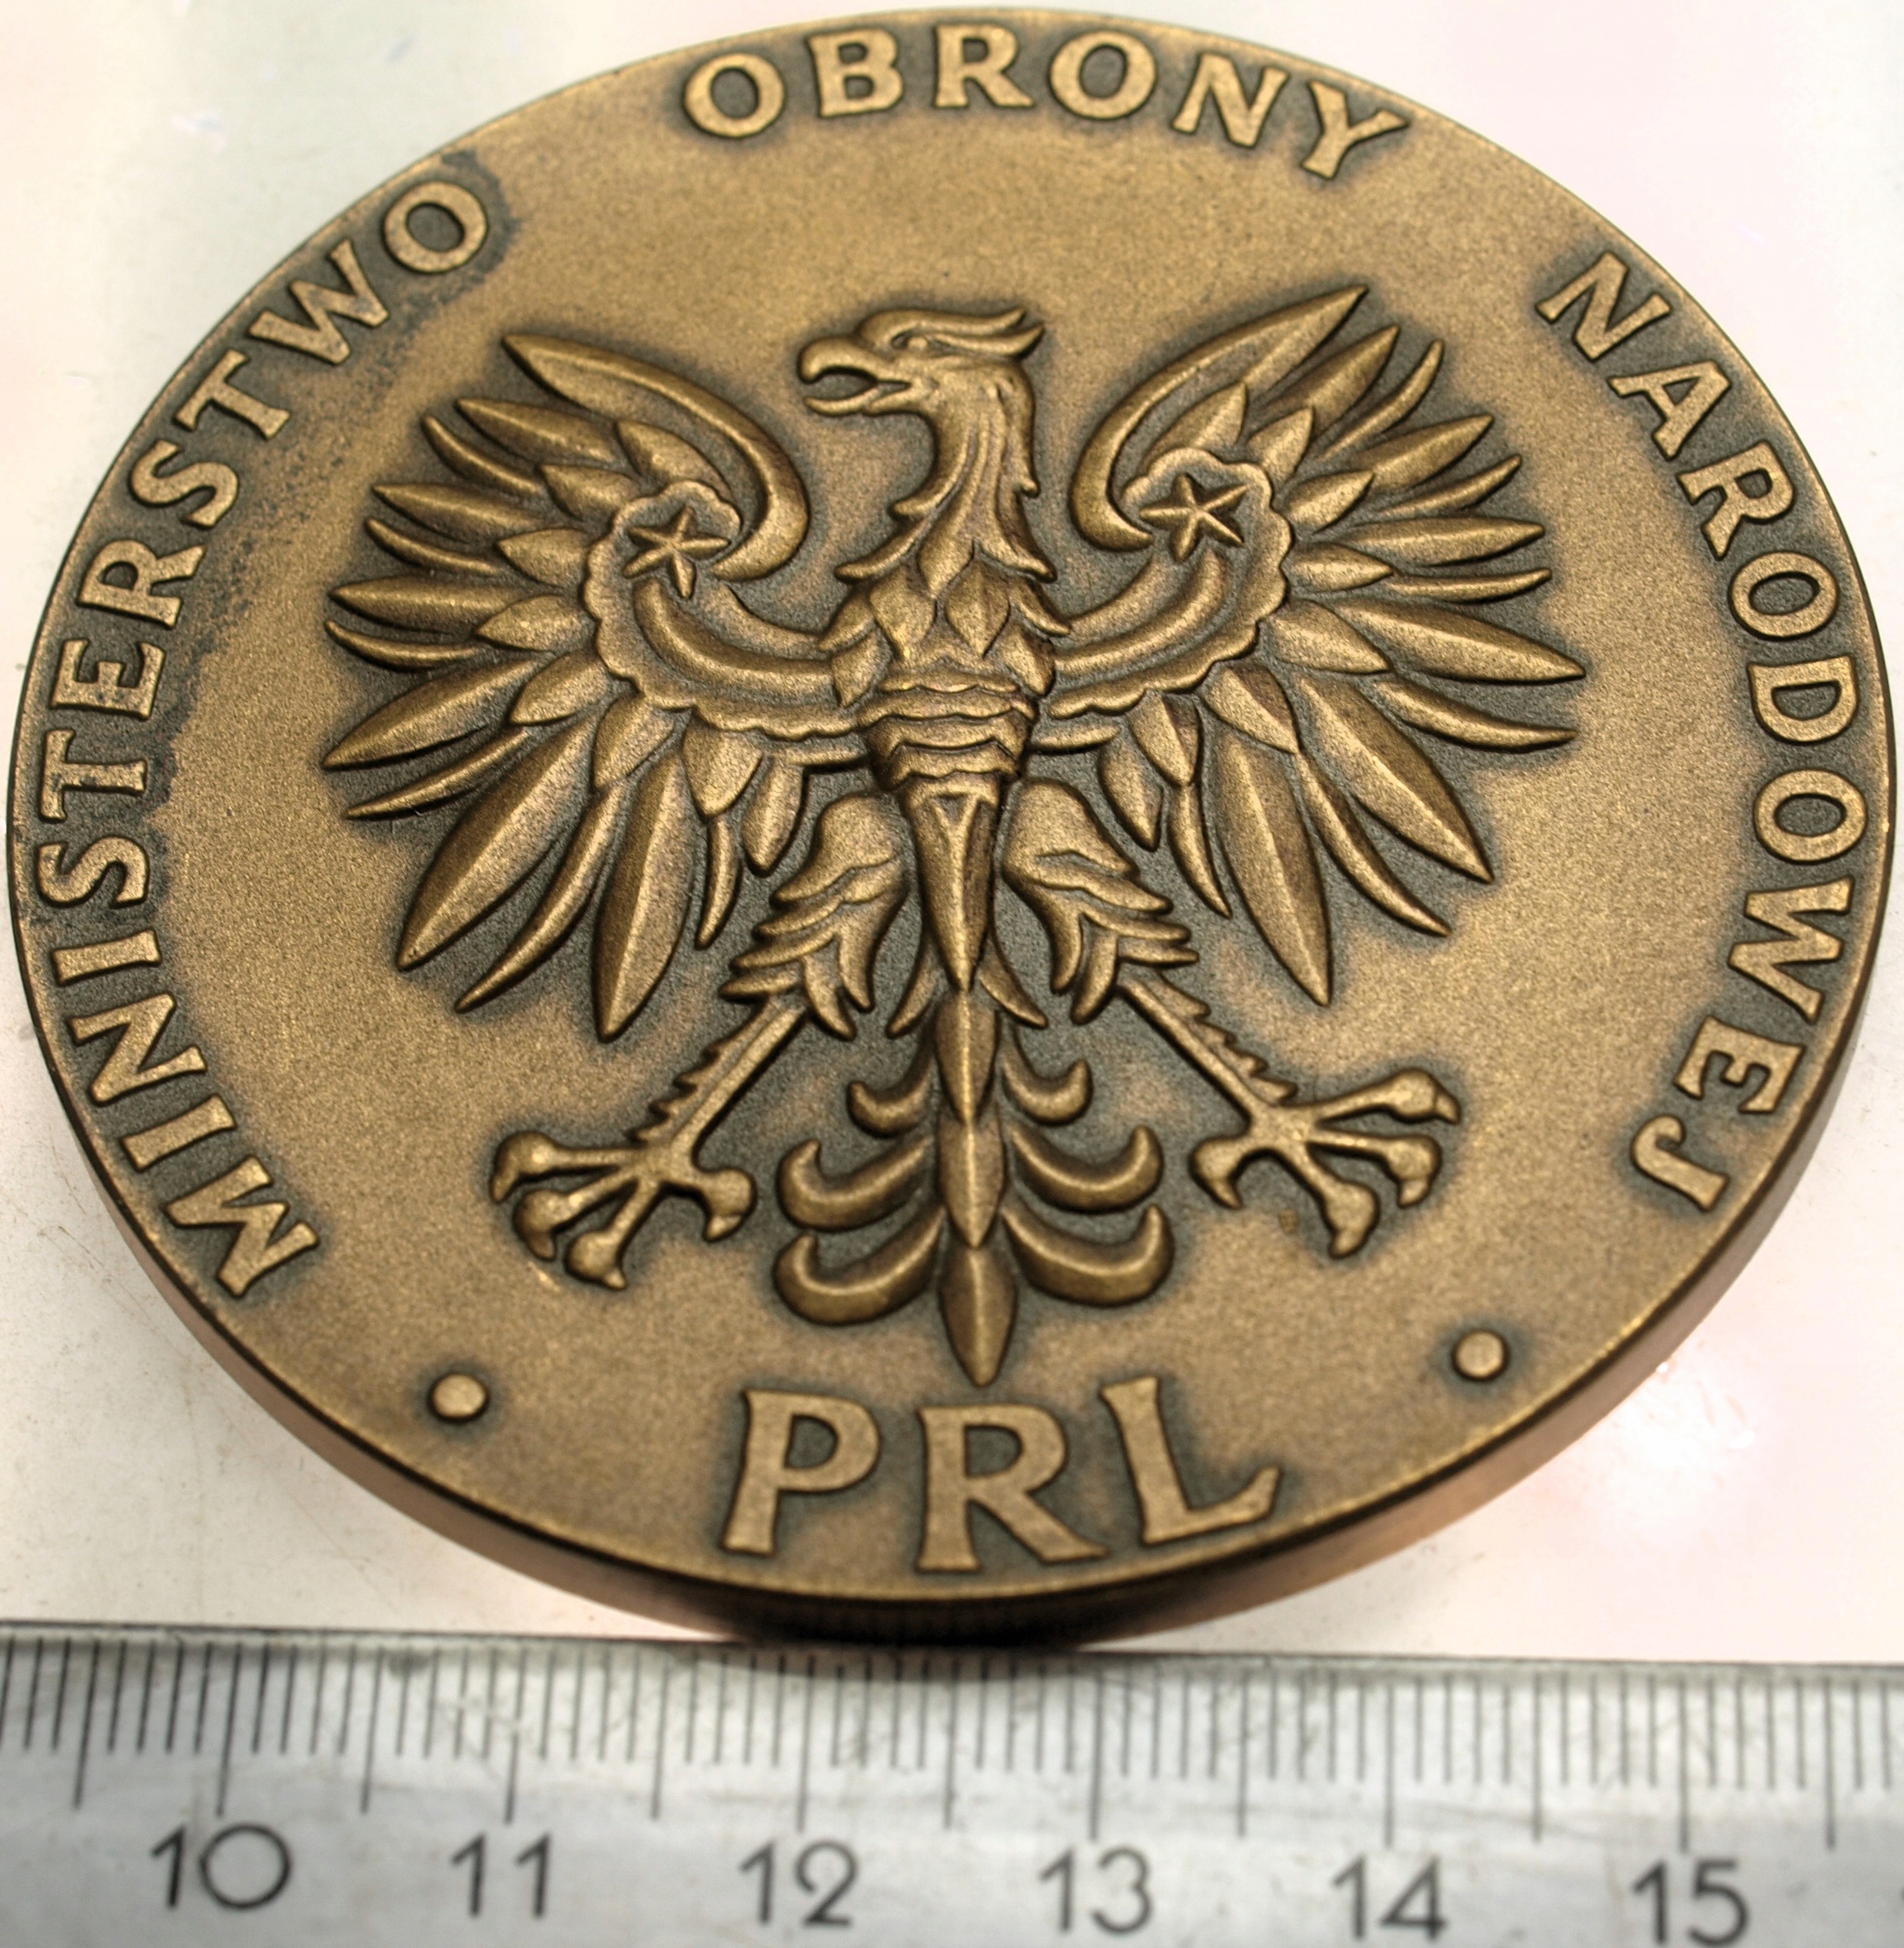 MINISTERSTWO OBRONY NARODOWEJ
• PRL •
10 11 12 13 14 15